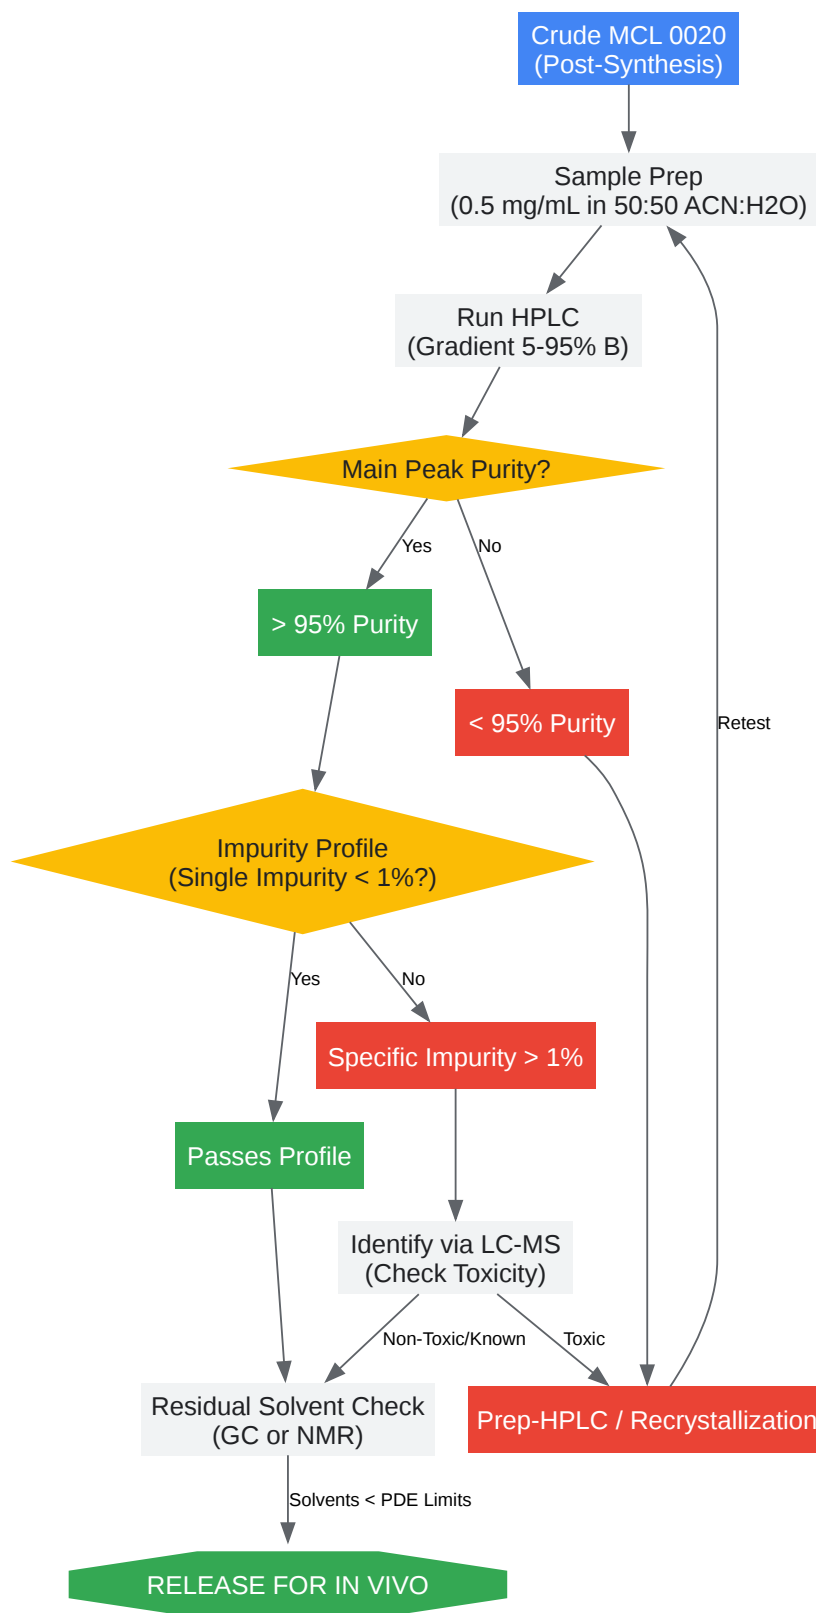 Crude MCL 0020
(Post-Synthesis)
Sample Prep
(0.5 mg/mL in 50:50 ACN:H2O)
Run HPLC
(Gradient 5-95% B)
Main Peak Purity?
Yes
No
> 95% Purity
< 95% Purity
Retest
Impurity Profile
(Single Impurity < 1%?)
Yes
No
Specific Impurity > 1%
Passes Profile
Identify via LC-MS
(Check Toxicity)
Non-Toxic/Known
Toxic
Residual Solvent Check
(GC or NMR)
Prep-HPLC / Recrystallization
Solvents < PDE Limits
RELEASE FOR IN VIVO